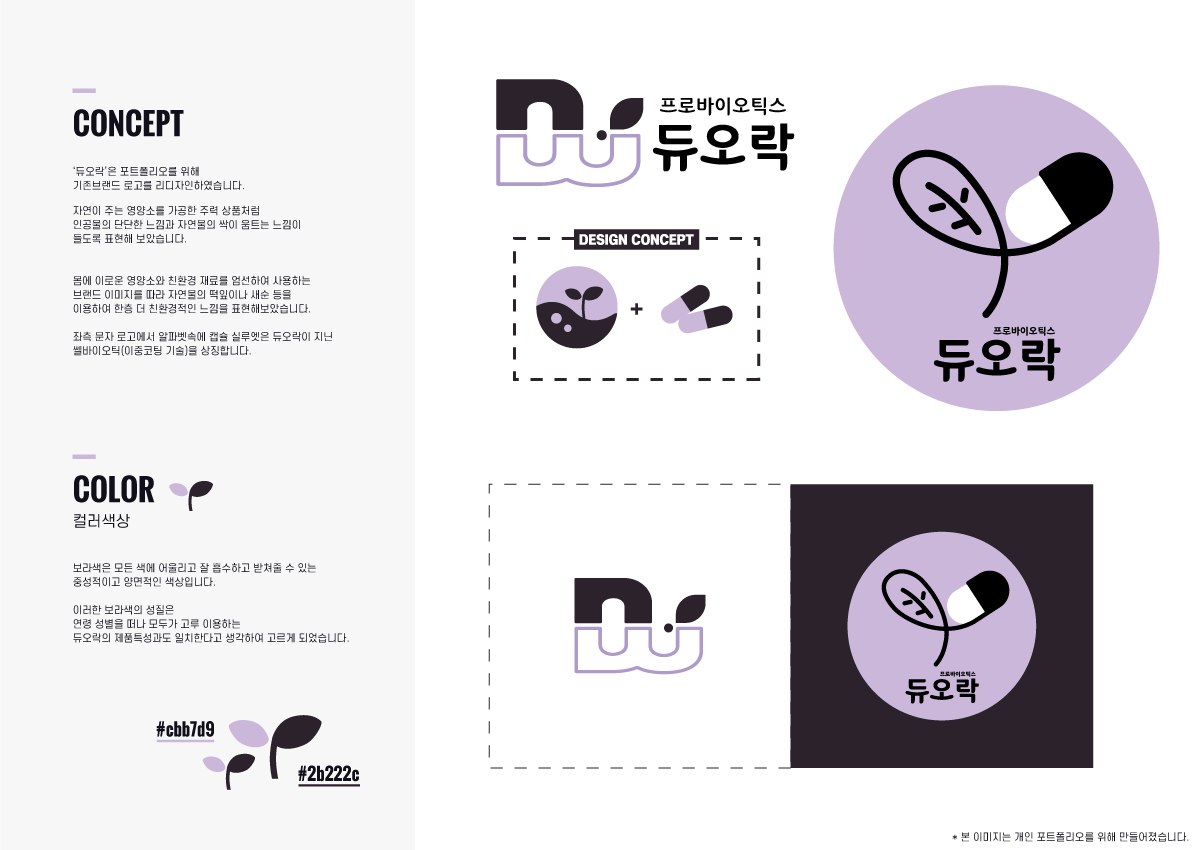 CONCEPT
‘듀오락’은 포트폴리오를 위해
기존브랜드 로고를 리디자인하였습니다.
자연이 주는 영양소를 가공한 주력 상품처럼
인공물의 단단한 느낌과 자연물의 싹이 움트는 느낌이
들도록 표현해 보았습니다.
몸에 이로운 영양소와 친환경 재료를 엄선하여 사용하는
브랜드 이미지를 따라 자연물의 떡잎이나 새순 등을
이용하여 한층 더 친환경적인 느낌을 표현해보았습니다.
좌측 문자 로고에서 알파벳속에 캡슐 실루엣은 듀오락이 지닌
쎌바이오틱(이중코팅 기술)을 상징합니다.
COLOR
컬러색상
보라색은 모든 색에 어울리고 잘 흡수하고 받쳐줄 수 있는
중성적이고 양면적인 색상입니다.
이러한 보라색의 성질은
연령 성별을 떠나 모두가 고루 이용하는
듀오락의 제품특성과도 일치한다고 생각하여 고르게 되었습니다.
#cbb7d9
#2b222c
프로바이오틱스
듀오락
DESIGN CONCEPT
+
프로바이오틱스
듀오락
프로바이오틱스
듀오락
* 본 이미지는 개인 포트폴리오를 위해 만들어졌습니다.